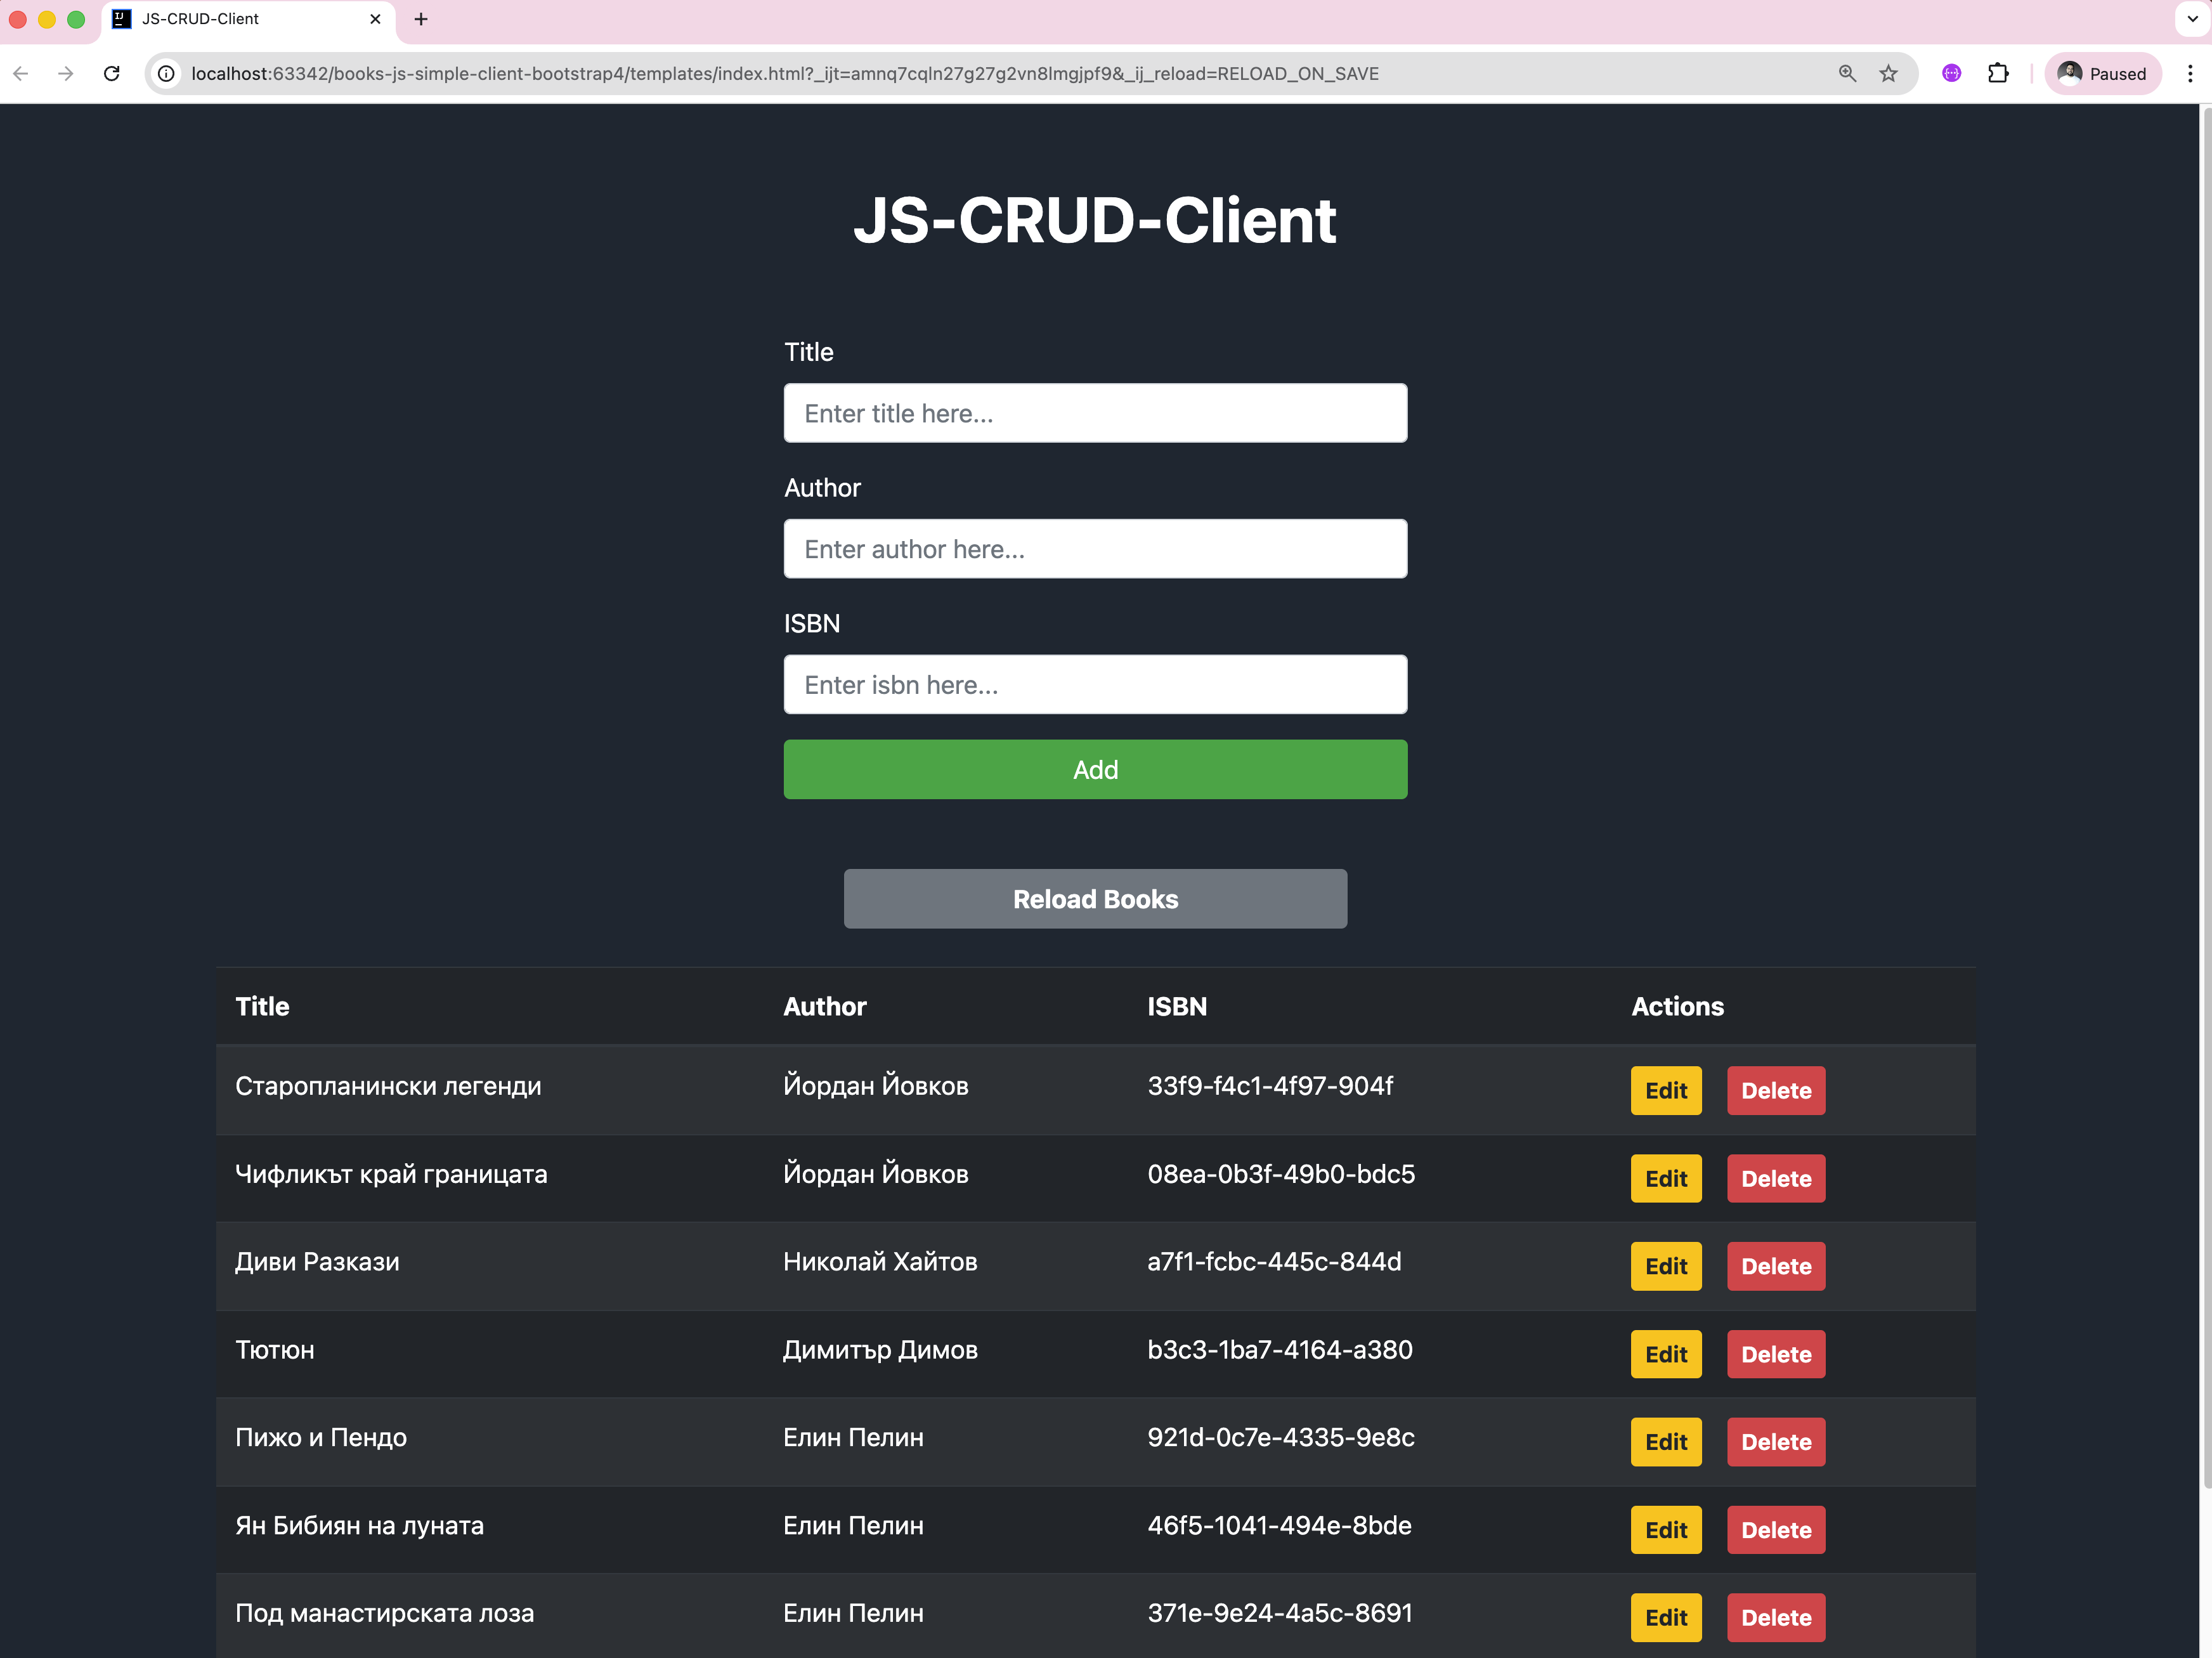 JS-CRUD-Client
localhost:63342/books-js-simple-client-bootstrap4/templates/index.html?_ijt=amnq7cqln27g27g2vn8lmgjpf9&_ij_reload=RELOAD_ON_SAVE
Paused
JS-CRUD-Client
Title
Enter title here...
Author
Enter author here...
ISBN
Enter isbn here...
Add
Reload Books
Title Author ISBN Actions
Старопланински легенди Йордан Йовков 33f9-f4c1-4f97-904f Edit Delete
Чифликът край границата Йордан Йовков 08ea-0b3f-49b0-bdc5 Edit Delete
Диви Разкази Николай Хайтов a7f1-fcbc-445c-844d Edit Delete
Тютюн Димитър Димов b3c3-1ba7-4164-a380 Edit Delete
Пижо и Пендо Елин Пелин 921d-0c7e-4335-9e8c Edit Delete
Ян Бибиян на луната Елин Пелин 46f5-1041-494e-8bde Edit Delete
Под манастирската лоза Елин Пелин 371e-9e24-4a5c-8691 Edit Delete